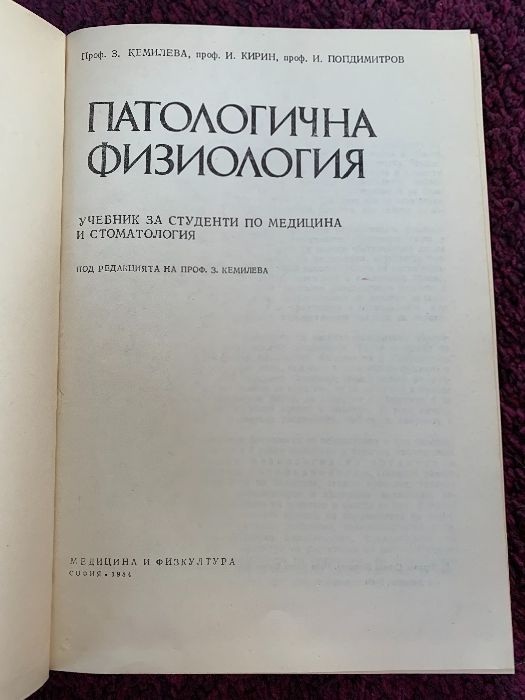 Проф. З. КЕМИЛЕВА, проф. И. КИРИН, проф. И. ПОПДИМИТРОВ
ПАТОЛОГИЧНА
ФИЗИОЛОГИЯ
УЧЕБНИК ЗА СТУДЕНТИ ПО МЕДИЦИНА
И СТОМАТОЛОГИЯ
ПОД РЕДАКЦИЯТА НА ПРОФ. З. КЕМИЛЕВА
МЕДИЦИНА И ФИЗКУЛТУРА
СОФИЯ • 1984